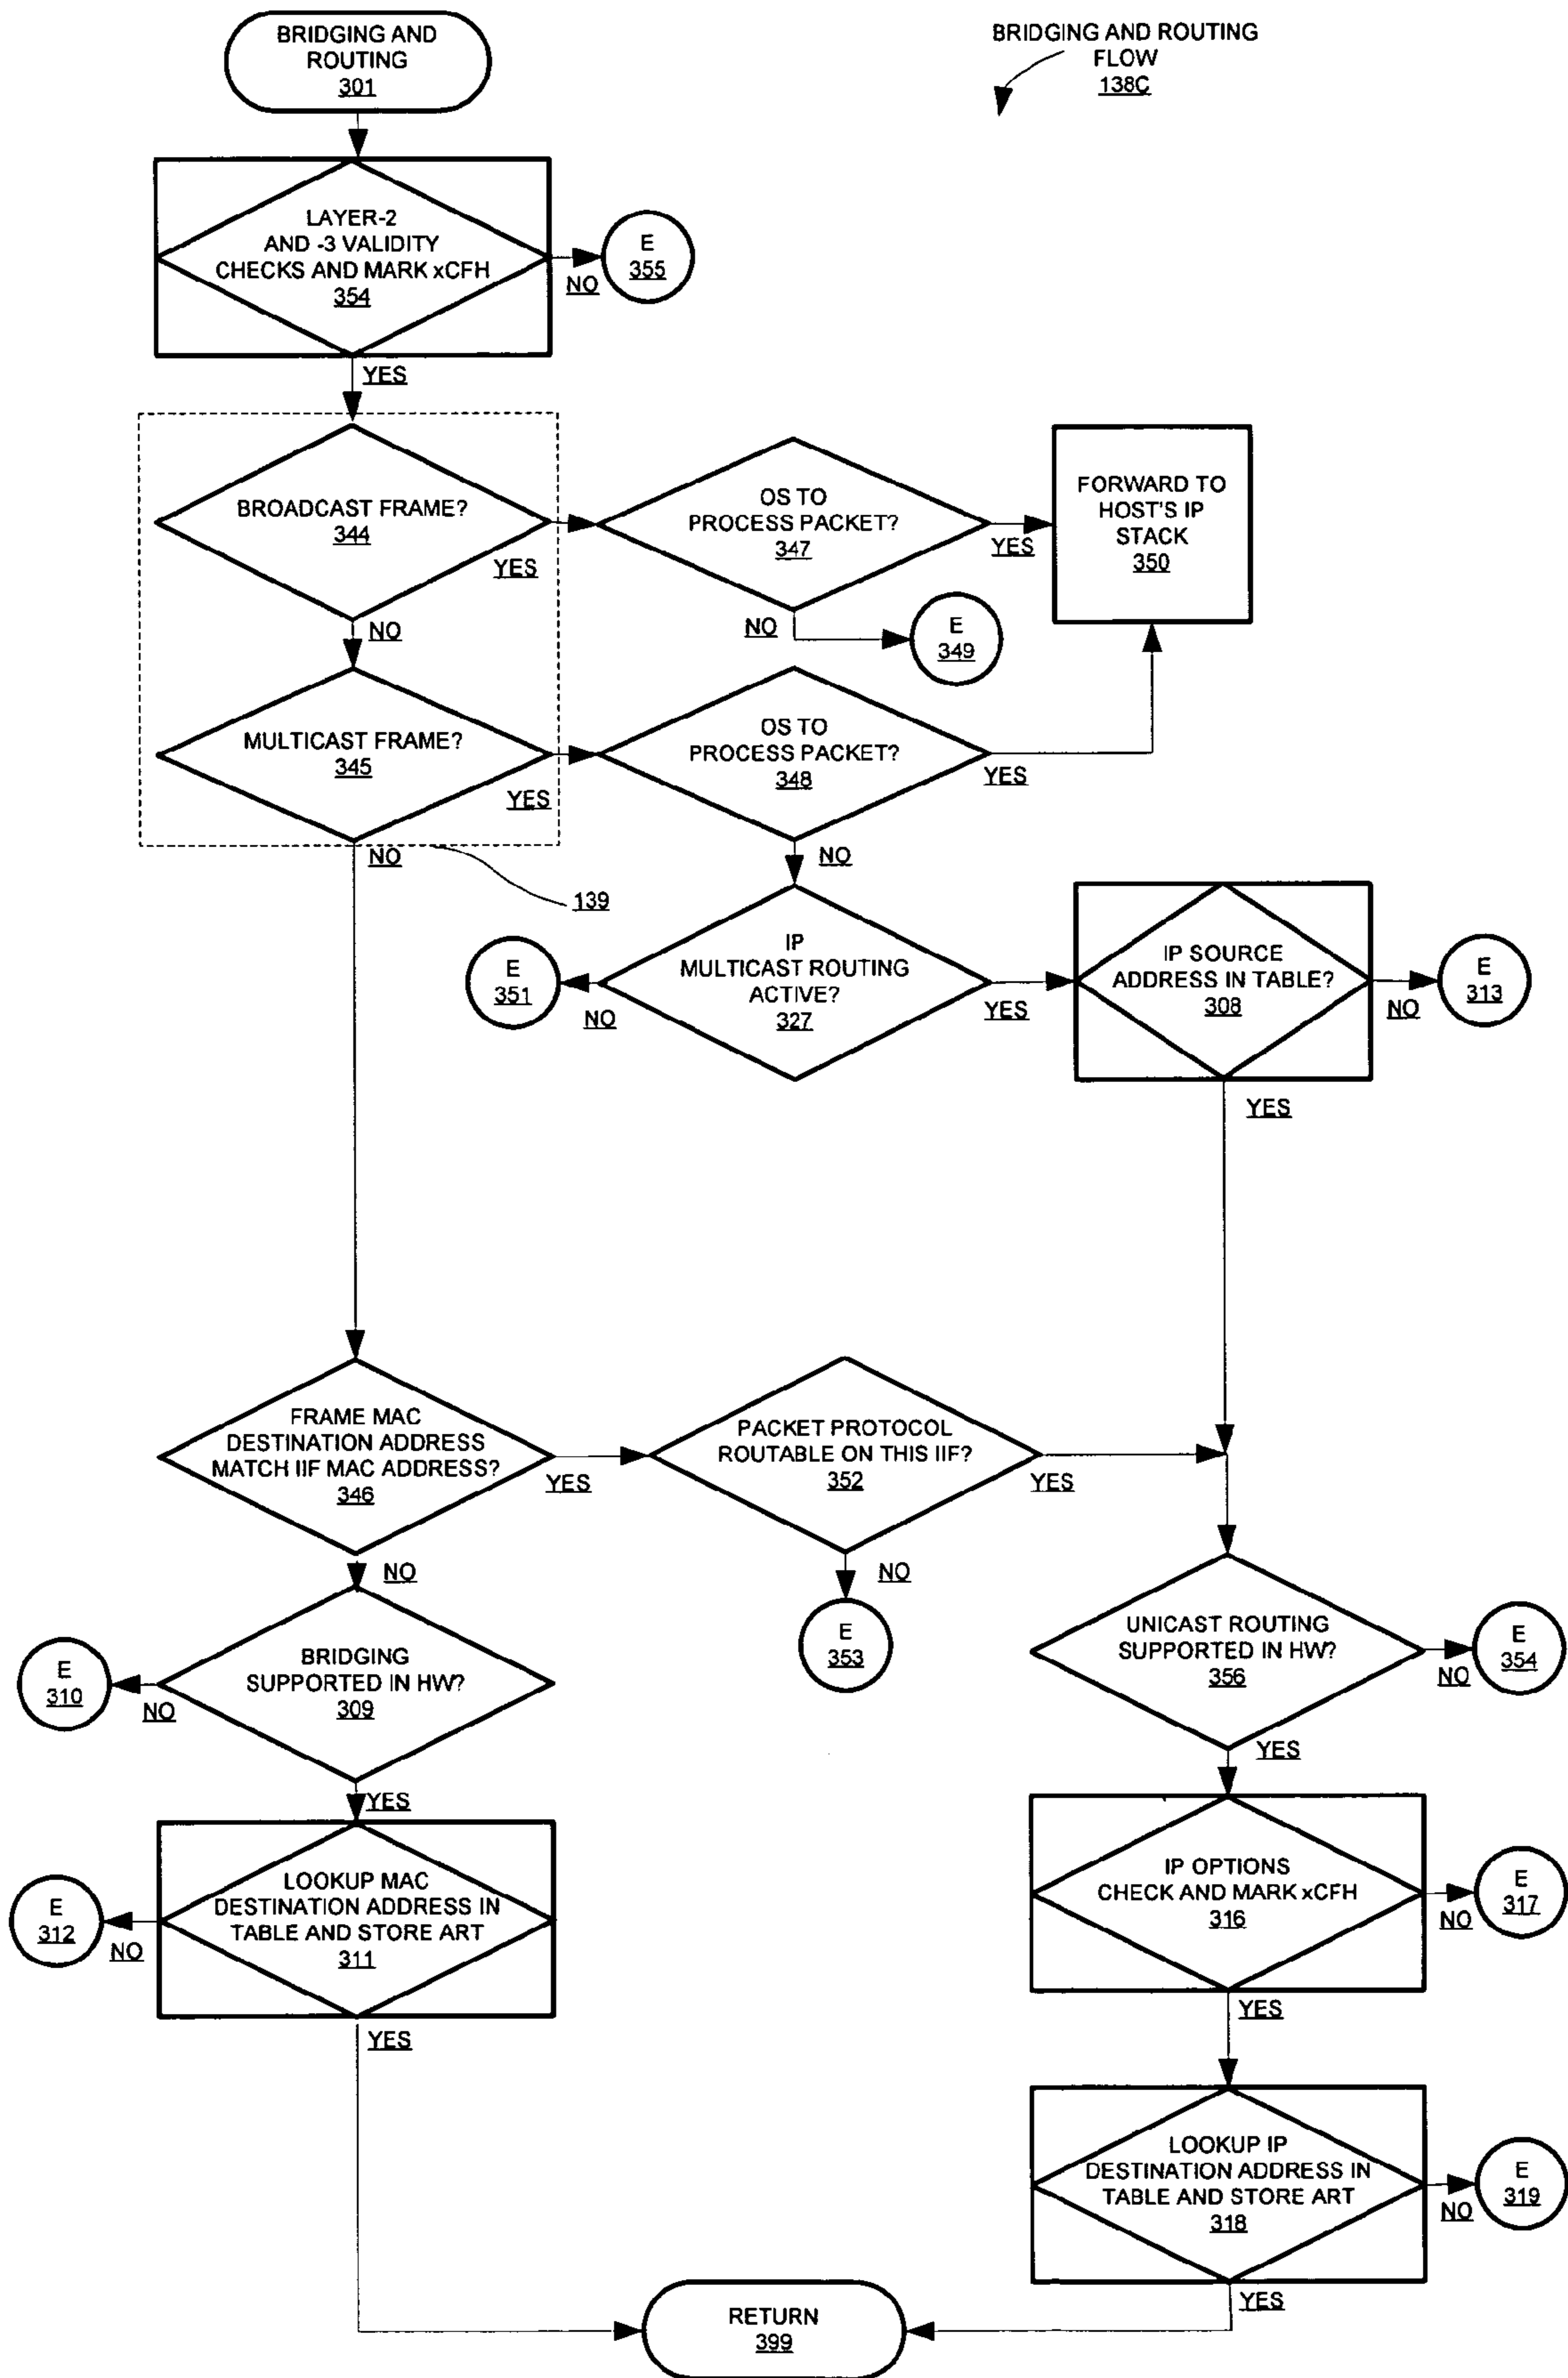 BRIDGING AND
ROUTING
301
BRIDGING AND ROUTING
FLOW
138C
LAYER-2
AND -3 VALIDITY
CHECKS AND MARK xCFH
354
NO
E
355
YES
BROADCAST FRAME?
344
YES
OS TO
PROCESS PACKET?
347
YES
FORWARD TO
HOST'S IP
STACK
350
NO
NO
E
349
MULTICAST FRAME?
345
YES
OS TO
PROCESS PACKET?
348
YES
NO
NO
139
E
351
NO
IP
MULTICAST ROUTING
ACTIVE?
327
YES
IP SOURCE
ADDRESS IN TABLE?
308
NO
E
313
YES
FRAME MAC
DESTINATION ADDRESS
MATCH IIF MAC ADDRESS?
346
YES
PACKET PROTOCOL
ROUTABLE ON THIS IIF?
352
YES
NO
NO
E
353
E
310
NO
BRIDGING
SUPPORTED IN HW?
309
UNICAST ROUTING
SUPPORTED IN HW?
356
NO
E
354
YES
YES
E
312
NO
LOOKUP MAC
DESTINATION ADDRESS IN
TABLE AND STORE ART
311
IP OPTIONS
CHECK AND MARK xCFH
316
NO
E
317
YES
YES
LOOKUP IP
DESTINATION ADDRESS IN
TABLE AND STORE ART
318
NO
E
319
YES
RETURN
399